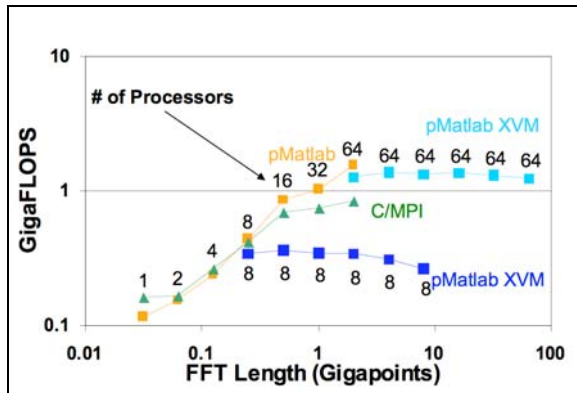 10
# of Processors
pMatlab XVM
pMatlab
64
64 64 64 64 64
32
16
GigaFLOPS
1
C/MPI
8
4
1 2
8 8 8 8 8 8
pMatlab XVM
0.1
0.01 0.1 1 10 100
FFT Length (Gigapoints)